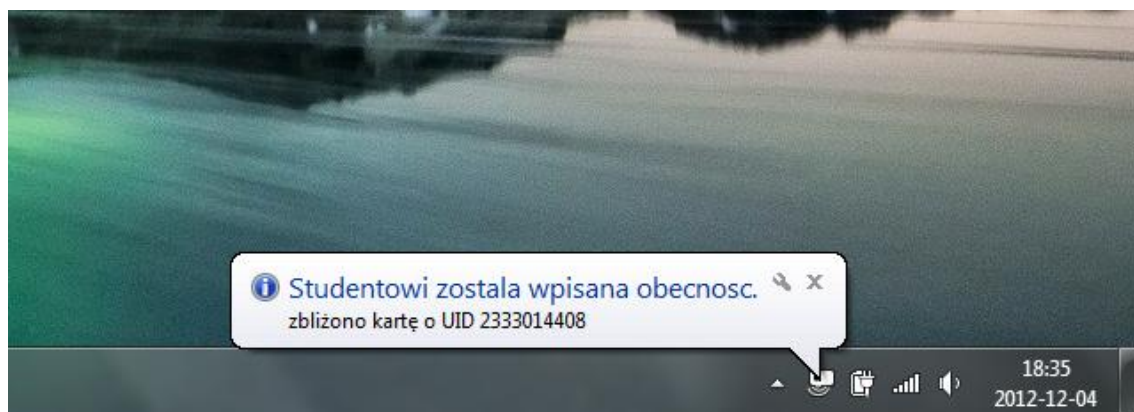 Studentowi zostala wpisana obecnosc.
zbliżono kartę o UID 2333014408
18:35
2012-12-04